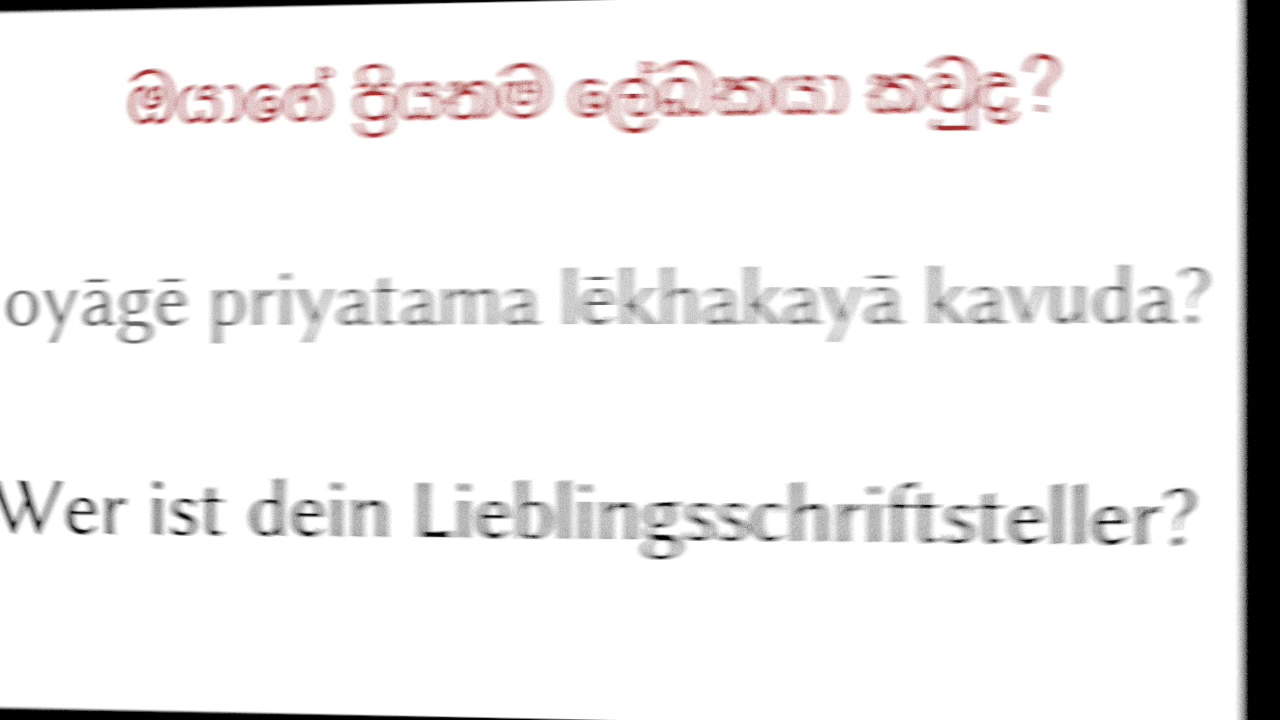 ඔයාගේ ප්‍රියතම ලේඛකයා කවුද?
oyāgē priyatama lēkhakayā kavuda?
Wer ist dein Lieblingsschriftsteller?